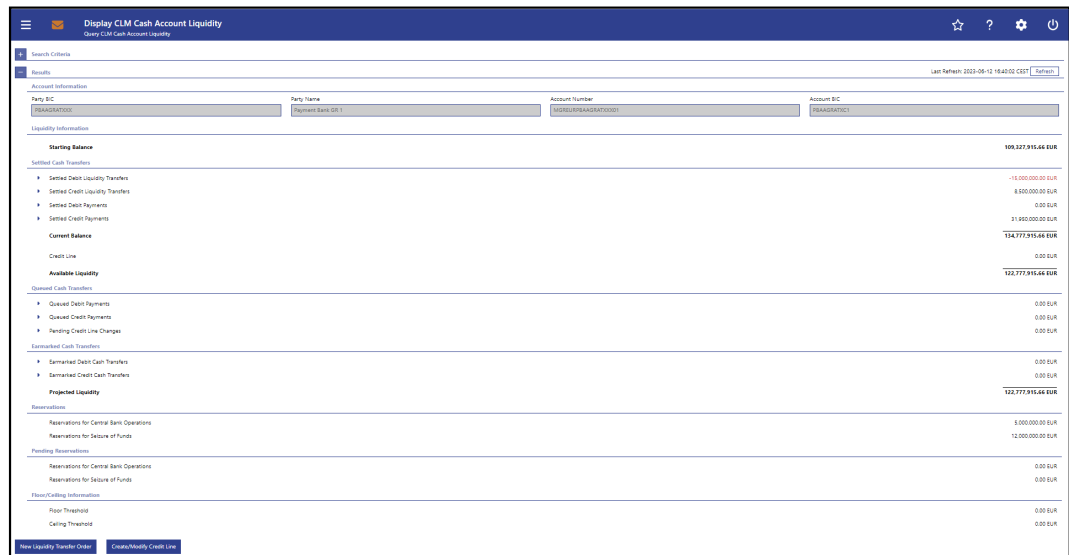 Display CLM Cash Account Liquidity
Query CLM Cash Account Liquidity
Search Criteria
Results Last Refresh: 2023-06-12 16:40:02 CEST Refresh
Account Information
Party BIC Party Name Account Number Account BIC
PBAAGRATXXX Payment Bank GR 1 MGREURPBAAGRATXXX01 PBAAGRATXC1
Liquidity Information
Starting Balance 109,327,915.66 EUR
Settled Cash Transfers
Settled Debit Liquidity Transfers -15,000,000.00 EUR
Settled Credit Liquidity Transfers 8,500,000.00 EUR
Settled Debit Payments 0.00 EUR
Settled Credit Payments 31,950,000.00 EUR
Current Balance 134,777,915.66 EUR
Credit Line 0.00 EUR
Available Liquidity 122,777,915.66 EUR
Queued Cash Transfers
Queued Debit Payments 0.00 EUR
Queued Credit Payments 0.00 EUR
Pending Credit Line Changes 0.00 EUR
Earmarked Cash Transfers
Earmarked Debit Cash Transfers 0.00 EUR
Earmarked Credit Cash Transfers 0.00 EUR
Projected Liquidity 122,777,915.66 EUR
Reservations
Reservations for Central Bank Operations 5,000,000.00 EUR
Reservations for Seizure of Funds 12,000,000.00 EUR
Pending Reservations
Reservations for Central Bank Operations 0.00 EUR
Reservations for Seizure of Funds 0.00 EUR
Floor/Ceiling Information
Floor Threshold 0.00 EUR
Ceiling Threshold 0.00 EUR
New Liquidity Transfer Order Create/Modify Credit Line